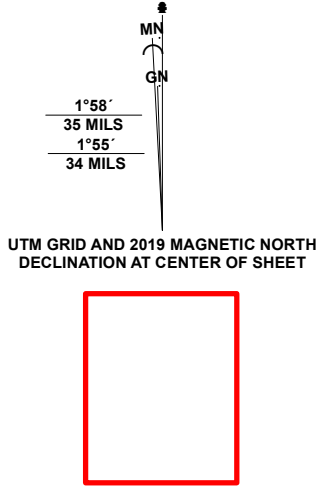 MN
GN
1°58´
35 MILS
1°55´
34 MILS
UTM GRID AND 2019 MAGNETIC NORTH
DECLINATION AT CENTER OF SHEET